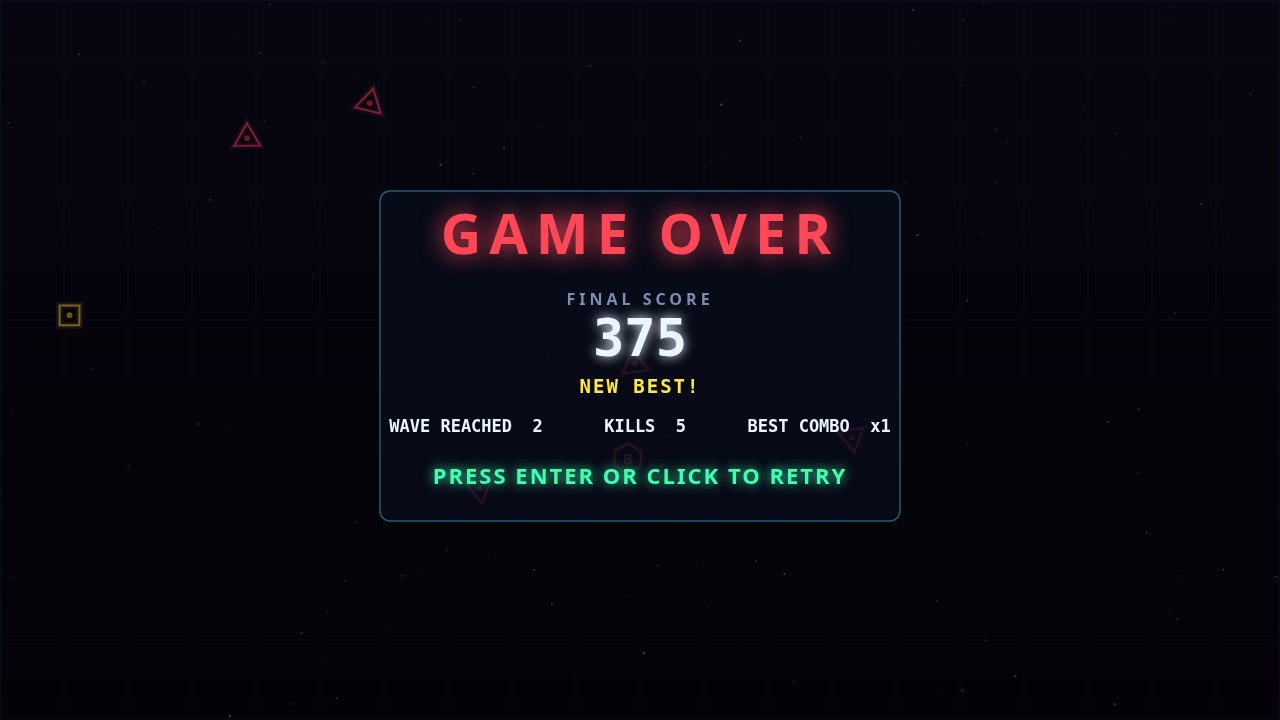 GAME OVER
FINAL SCORE
375
NEW BEST!
WAVE REACHED  2      KILLS  5      BEST COMBO  x1
B
PRESS ENTER OR CLICK TO RETRY